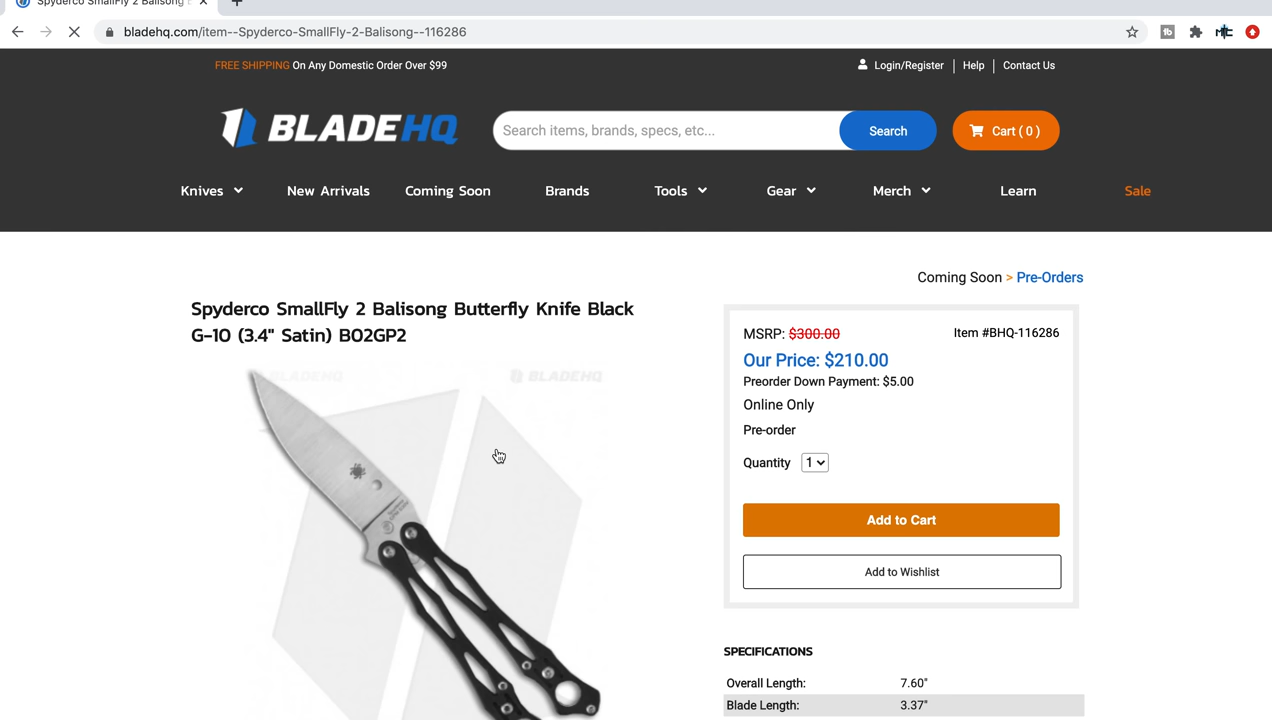 Spyderco SmallFly 2 Balisong
bladehq.com/item--Spyderco-SmallFly-2-Balisong--116286
FREE SHIPPING On Any Domestic Order Over $99
Login/Register
Help
Contact Us
BLADEHQ
Search items, brands, specs, etc...
Search
Cart ( 0 )
Knives
New Arrivals
Coming Soon
Brands
Tools
Gear
Merch
Learn
Sale
Coming Soon > Pre-Orders
Spyderco SmallFly 2 Balisong Butterfly Knife Black
G-10 (3.4" Satin) BO2GP2
BLADEHQ
BLADEHQ
MSRP: $300.00
Item #BHQ-116286
Our Price: $210.00
Preorder Down Payment: $5.00
Online Only
Pre-order
Quantity 1
Add to Cart
Add to Wishlist
SPECIFICATIONS
Overall Length: 7.60"
Blade Length: 3.37"